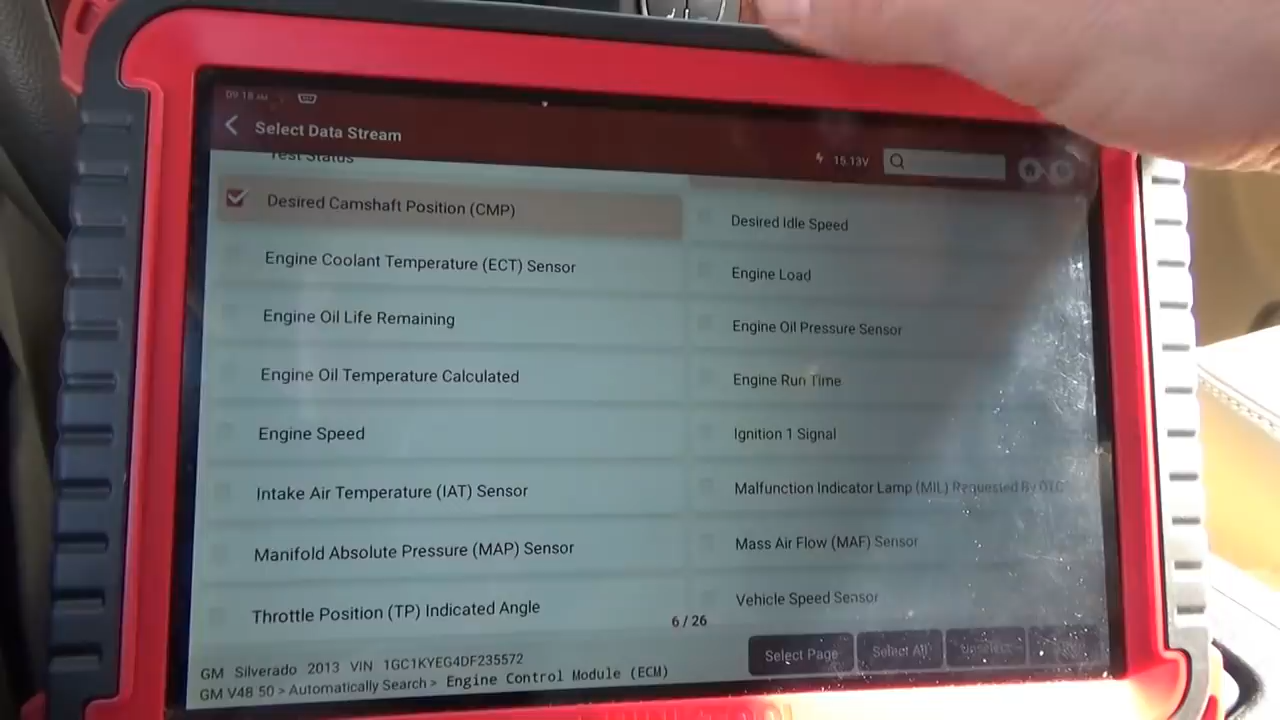 09:18 AM
Select Data Stream
15.13V
Test Status
Desired Camshaft Position (CMP)
Desired Idle Speed
Engine Coolant Temperature (ECT) Sensor
Engine Load
Engine Oil Life Remaining
Engine Oil Pressure Sensor
Engine Oil Temperature Calculated
Engine Run Time
Engine Speed
Ignition 1 Signal
Intake Air Temperature (IAT) Sensor
Malfunction Indicator Lamp (MIL) Requested By DTC
Manifold Absolute Pressure (MAP) Sensor
Mass Air Flow (MAF) Sensor
Throttle Position (TP) Indicated Angle
Vehicle Speed Sensor
6 / 26
Select Page
Select All
Unselect
GM Silverado 2013 VIN 1GC1KYEG4DF235572
GM V48 50 > Automatically Search > Engine Control Module (ECM)